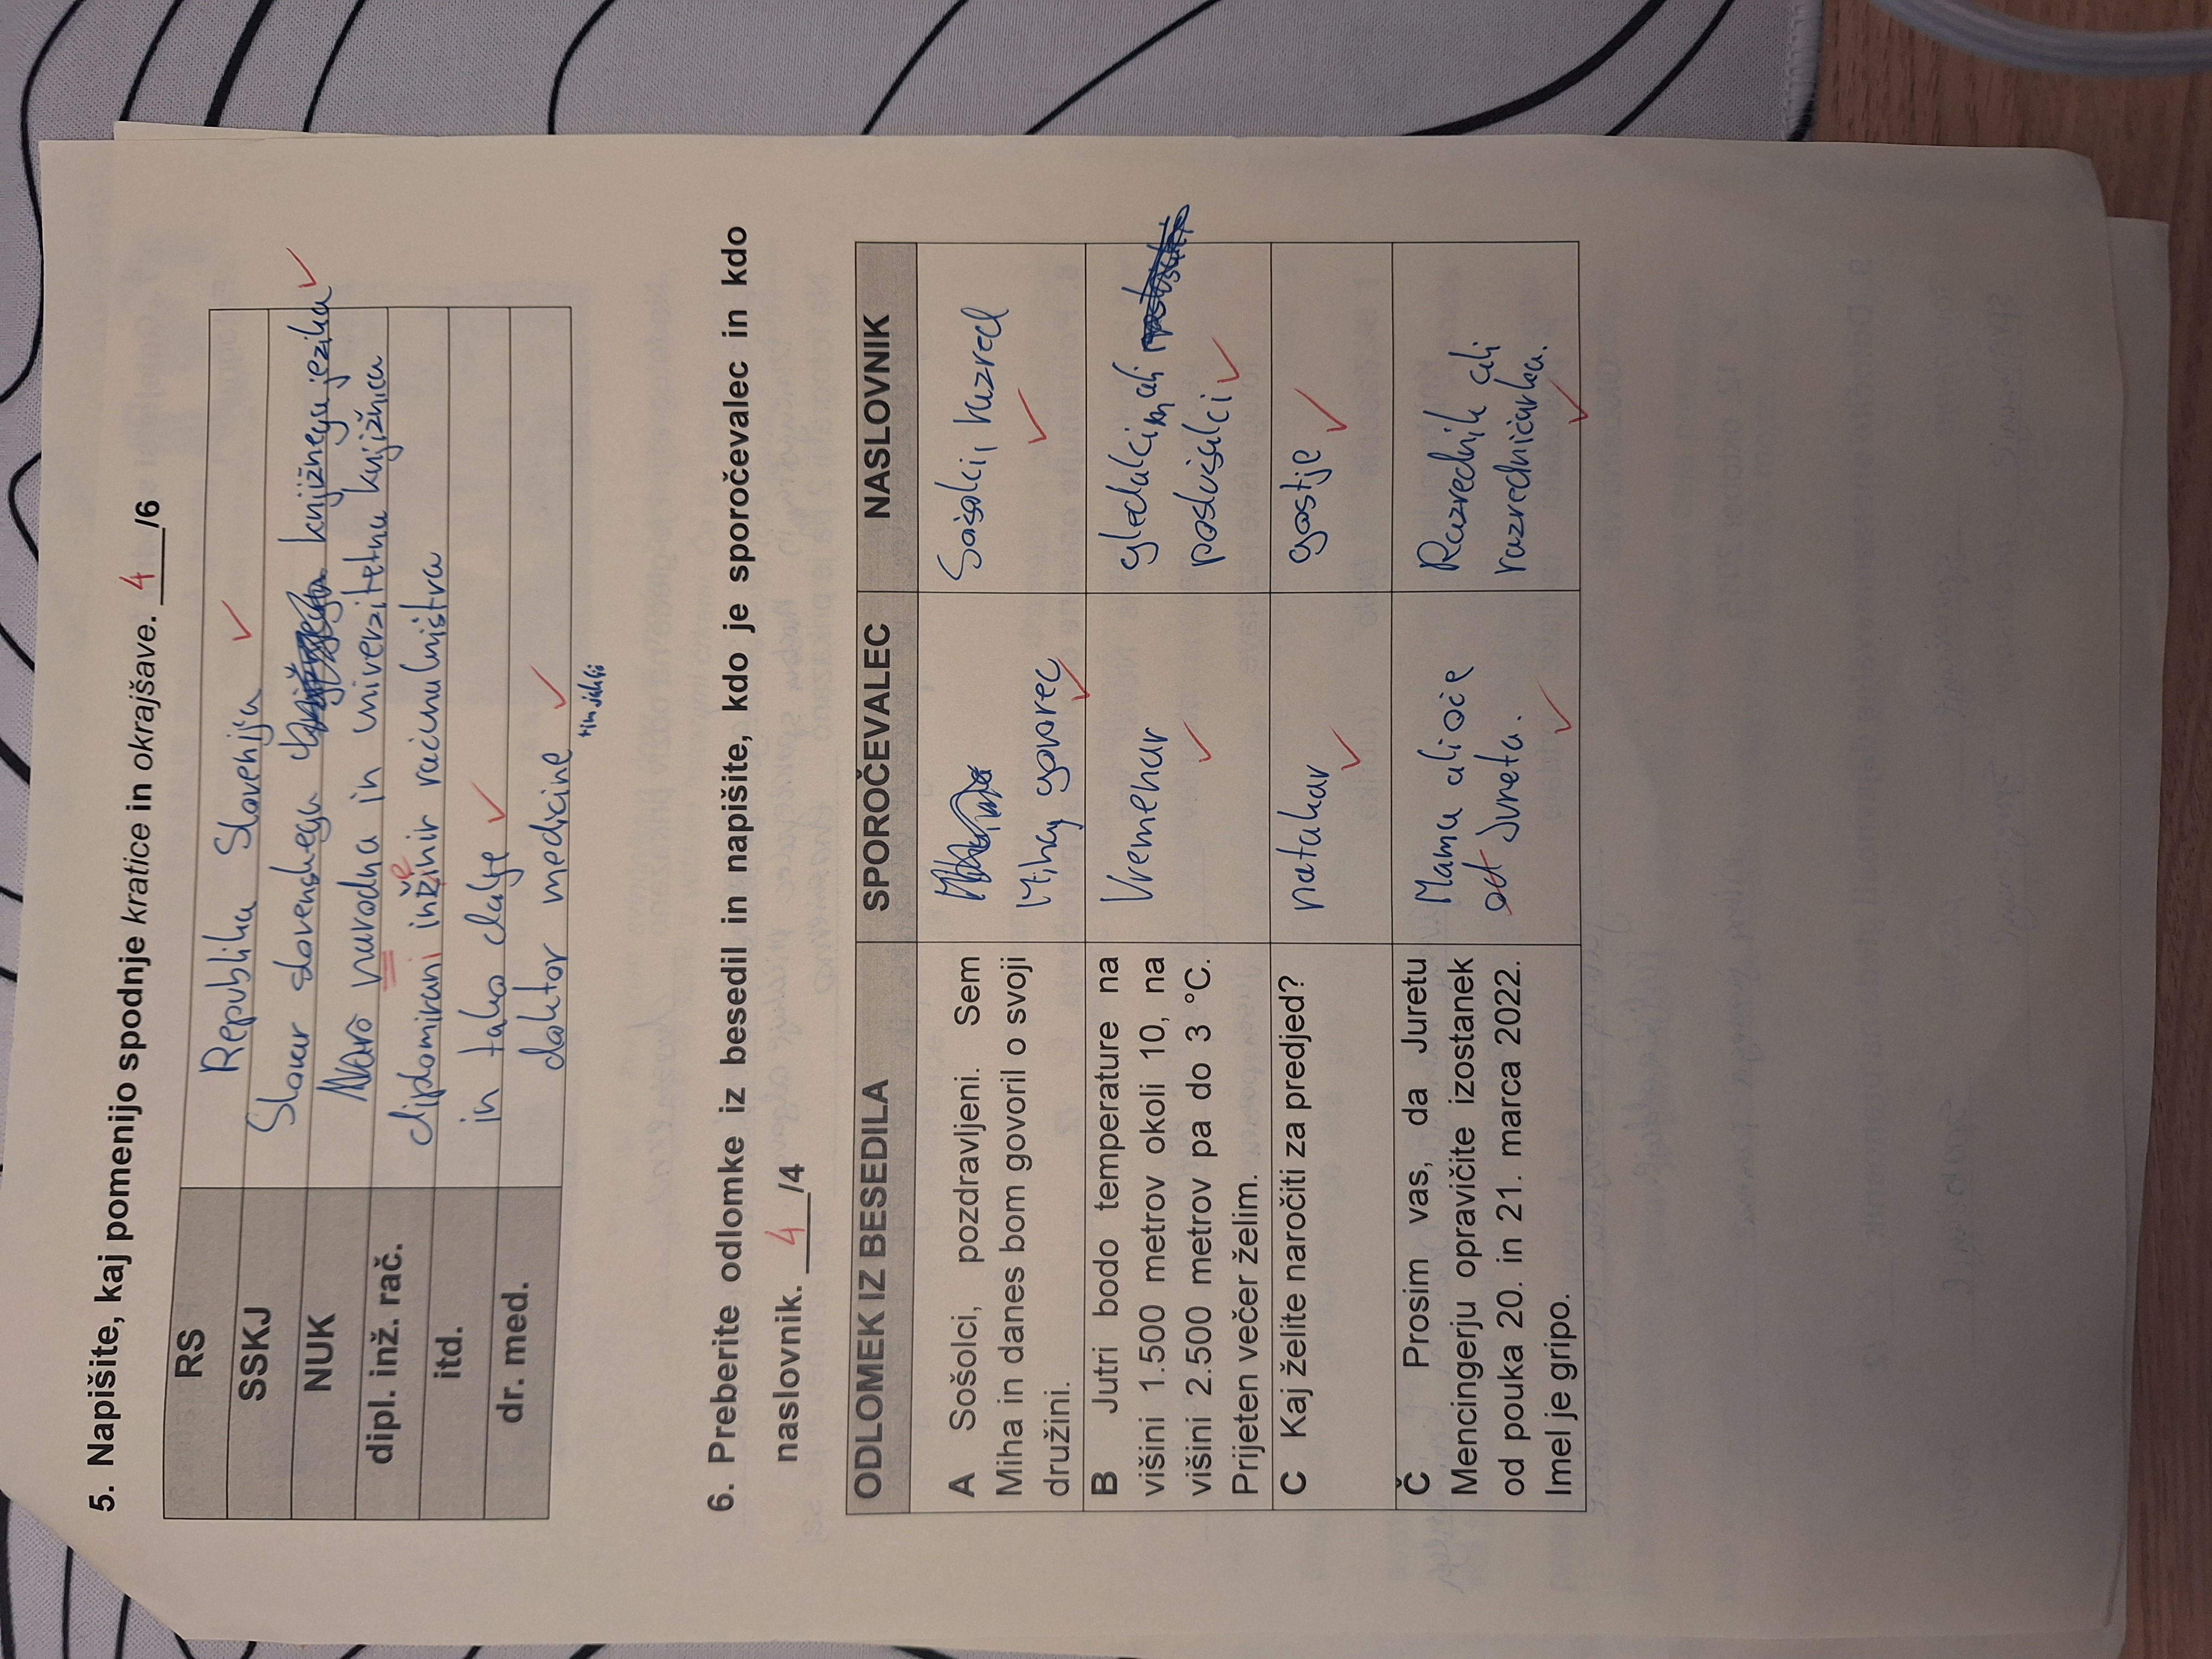 5. Napišite, kaj pomenijo spodnje kratice in okrajšave. 4/6
RS Republika Slovenija
SSKJ Slovar slovenskega knjižnega jezika
NUK narodna in univerzitetna knjižnica
dipl. inž. rač. diplomirani inžinir računalništva
e
itd. in tako dalje
dr. med. doktor medicine
6. Preberite odlomke iz besedil in napišite, kdo je sporočevalec in kdo
naslovnik. 4/4
ODLOMEK IZ BESEDILA SPOROČEVALEC NASLOVNIK
A Sošolci, pozdravljeni. Sem
Miha in danes bom govoril o svoji
družini.
Miha, govorec
Sošolci, razred
B Jutri bodo temperature na
višini 1.500 metrov okoli 10, na
višini 2.500 metrov pa do 3 °C.
Prijeten večer želim.
Vremenar
gledalci ali
poslušalci
C Kaj želite naročiti za predjed?
natakar
gostje
Č Prosim vas, da Juretu
Mencingerju opravičite izostanek
od pouka 20. in 21. marca 2022.
Imel je gripo.
Mama ali oče
od Jureta.
Razrednik ali
razredničarka.